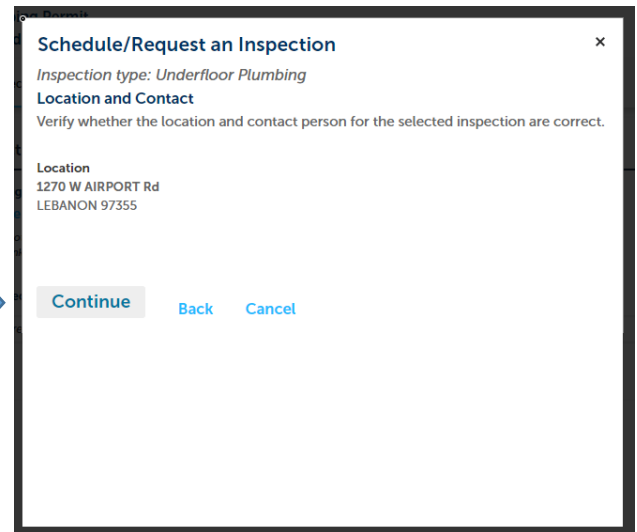 Schedule/Request an Inspection ×
Inspection type: Underfloor Plumbing
Location and Contact
Verify whether the location and contact person for the selected inspection are correct.
Location
1270 W AIRPORT Rd
LEBANON 97355
Continue Back Cancel